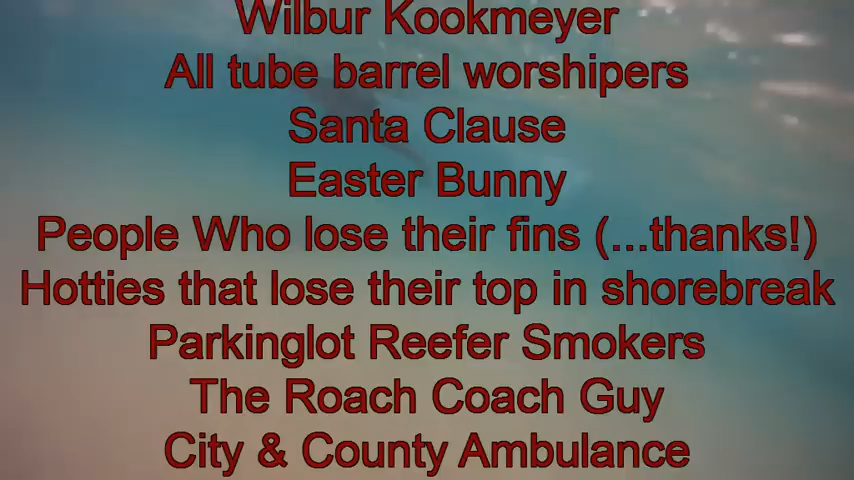 Wilbur Kookmeyer
All tube barrel worshipers
Santa Clause
Easter Bunny
People Who lose their fins (...thanks!)
Hotties that lose their top in shorebreak
Parkinglot Reefer Smokers
The Roach Coach Guy
City & County Ambulance